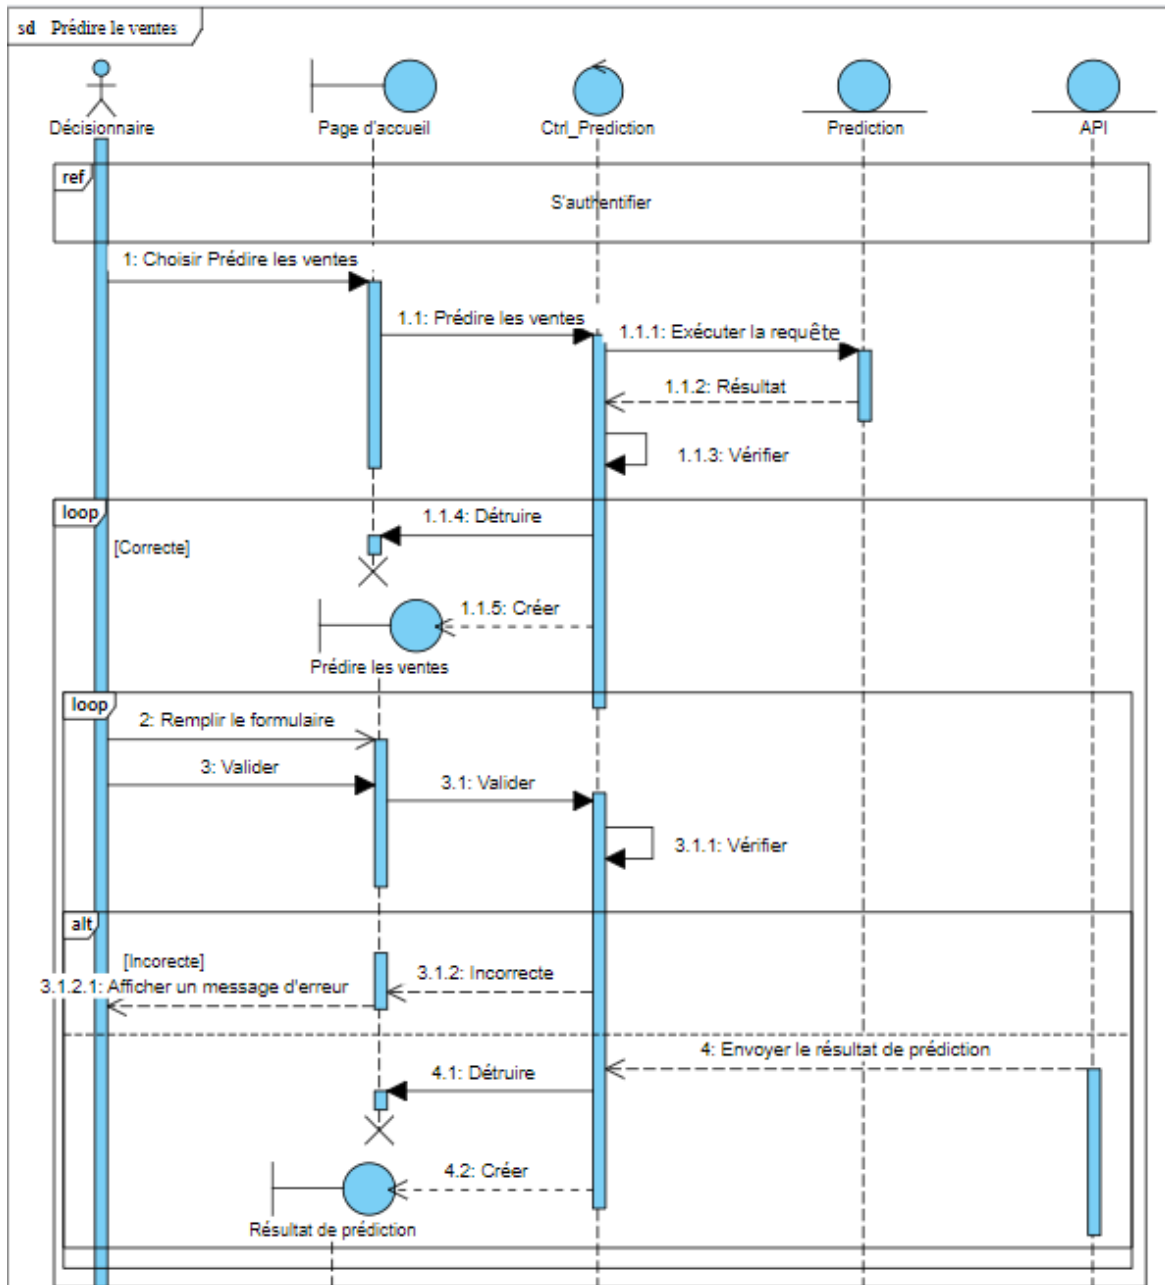 sd Prédire le ventes
Décisionnaire
Page d'accueil
Ctrl_Prediction
Prediction
API
ref
S'authentifier
1: Choisir Prédire les ventes
1.1: Prédire les ventes
1.1.1: Exécuter la requête
1.1.2: Résultat
1.1.3: Vérifier
loop
1.1.4: Détruire
[Correcte]
1.1.5: Créer
Prédire les ventes
loop
2: Remplir le formulaire
3: Valider
3.1: Valider
3.1.1: Vérifier
alt
[Incorecte]
3.1.2: Incorrecte
3.1.2.1: Afficher un message d'erreur
4: Envoyer le résultat de prédiction
4.1: Détruire
4.2: Créer
Résultat de prédiction